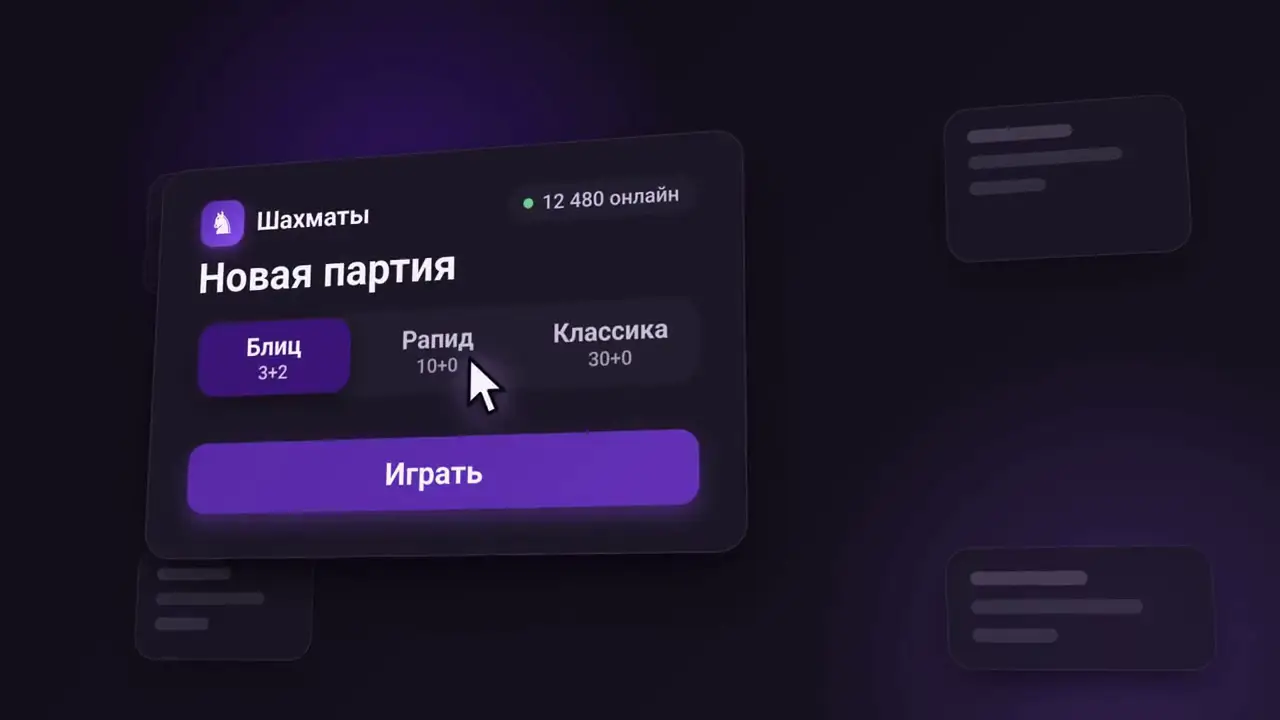 Шахматы
12 480 онлайн
Новая партия
Блиц
3+2
Рапид
10+0
Классика
30+0
Играть